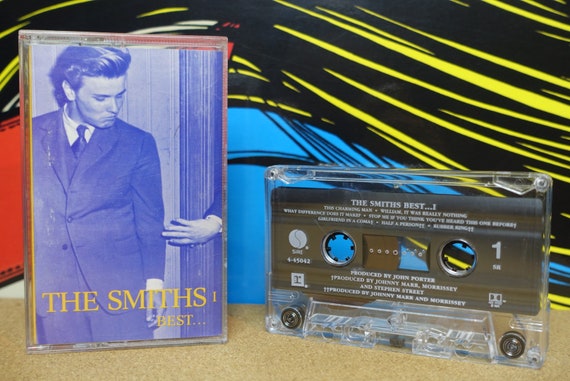 THE SMITHS I
BEST...
THE SMITHS BEST...I
THIS CHARMING MAN • WILLIAM, IT WAS REALLY NOTHING
WHAT DIFFERENCE DOES IT MAKE? • STOP ME IF YOU THINK YOU'VE HEARD THIS ONE BEFORE†
GIRLFRIEND IN A COMA† • HALF A PERSON†† • RUBBER RING††
SIRE
4-45042
1
SR
PRODUCED BY JOHN PORTER
†PRODUCED BY JOHNNY MARR, MORRISSEY
AND STEPHEN STREET
††PRODUCED BY JOHNNY MARR AND MORRISSEY